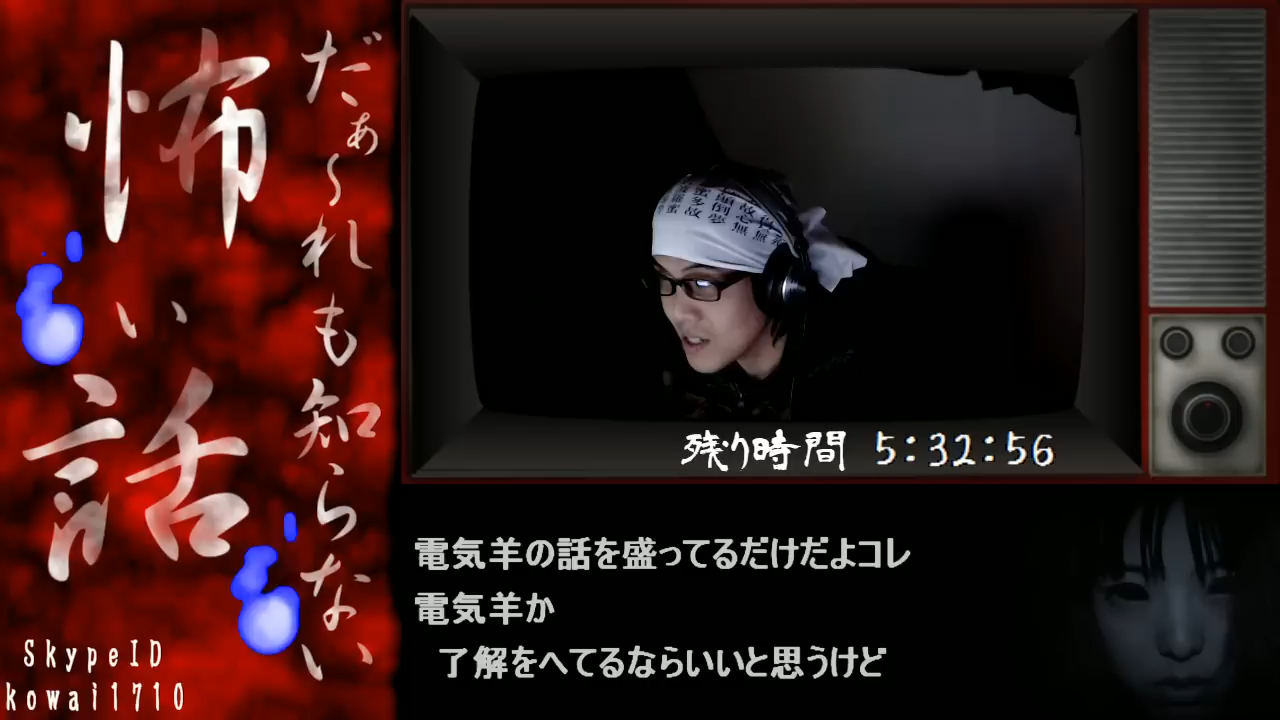 だぁ~れも知らない
怖い話
SkypeID
kowai1710
残り時間 5:32:56
電気羊の話を盛ってるだけだよコレ
電気羊か
了解をへてるならいいと思うけど